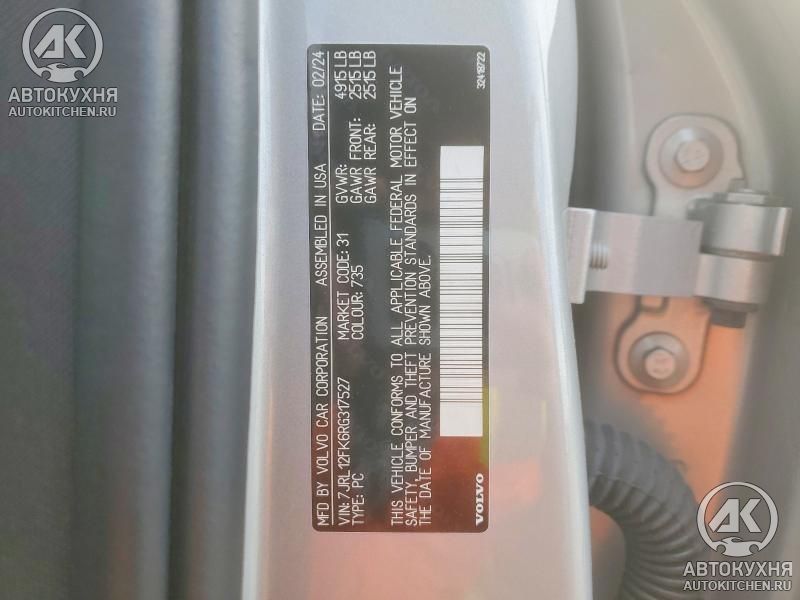 АВТОКУХНЯ
AUTOKITCHEN.RU
MFD BY VOLVO CAR CORPORATION ASSEMBLED IN USA DATE: 02/24
VIN: 7JRL12FK6RG317527 MARKET CODE: 31 GVWR: 4915 LB
TYPE: PC COLOUR: 735 GAWR FRONT: 2515 LB
GAWR REAR: 2515 LB
THIS VEHICLE CONFORMS TO ALL APPLICABLE FEDERAL MOTOR VEHICLE
SAFETY, BUMPER AND THEFT PREVENTION STANDARDS IN EFFECT ON
THE DATE OF MANUFACTURE SHOWN ABOVE.
VOLVO 32418722
АВТОКУХНЯ
AUTOKITCHEN.RU